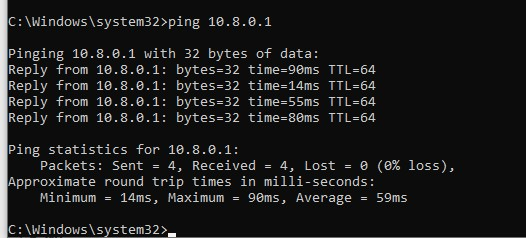 C:\Windows\system32>ping 10.8.0.1
Pinging 10.8.0.1 with 32 bytes of data:
Reply from 10.8.0.1: bytes=32 time=90ms TTL=64
Reply from 10.8.0.1: bytes=32 time=14ms TTL=64
Reply from 10.8.0.1: bytes=32 time=55ms TTL=64
Reply from 10.8.0.1: bytes=32 time=80ms TTL=64
Ping statistics for 10.8.0.1:
    Packets: Sent = 4, Received = 4, Lost = 0 (0% loss),
Approximate round trip times in milli-seconds:
    Minimum = 14ms, Maximum = 90ms, Average = 59ms
C:\Windows\system32>